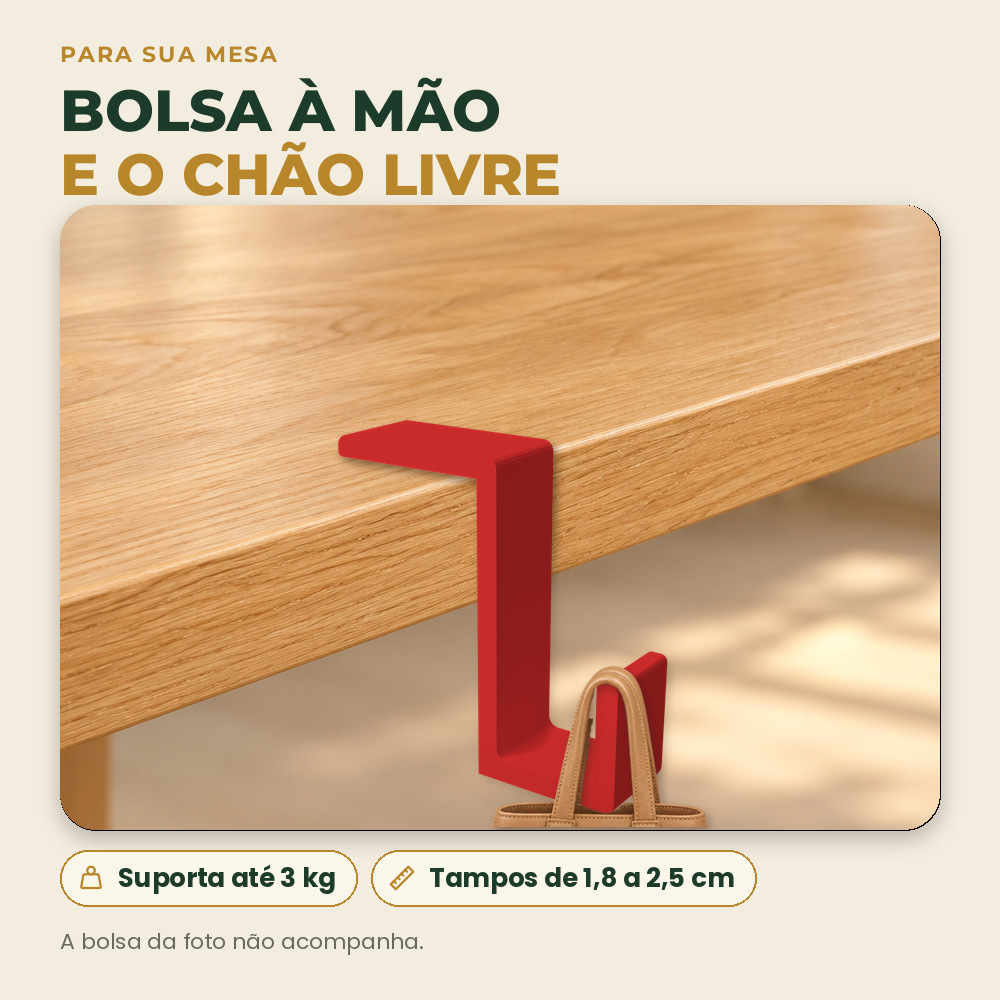 PARA SUA MESA
BOLSA À MÃO
E O CHÃO LIVRE
Suporta até 3 kg
Tampos de 1,8 a 2,5 cm
A bolsa da foto não acompanha.